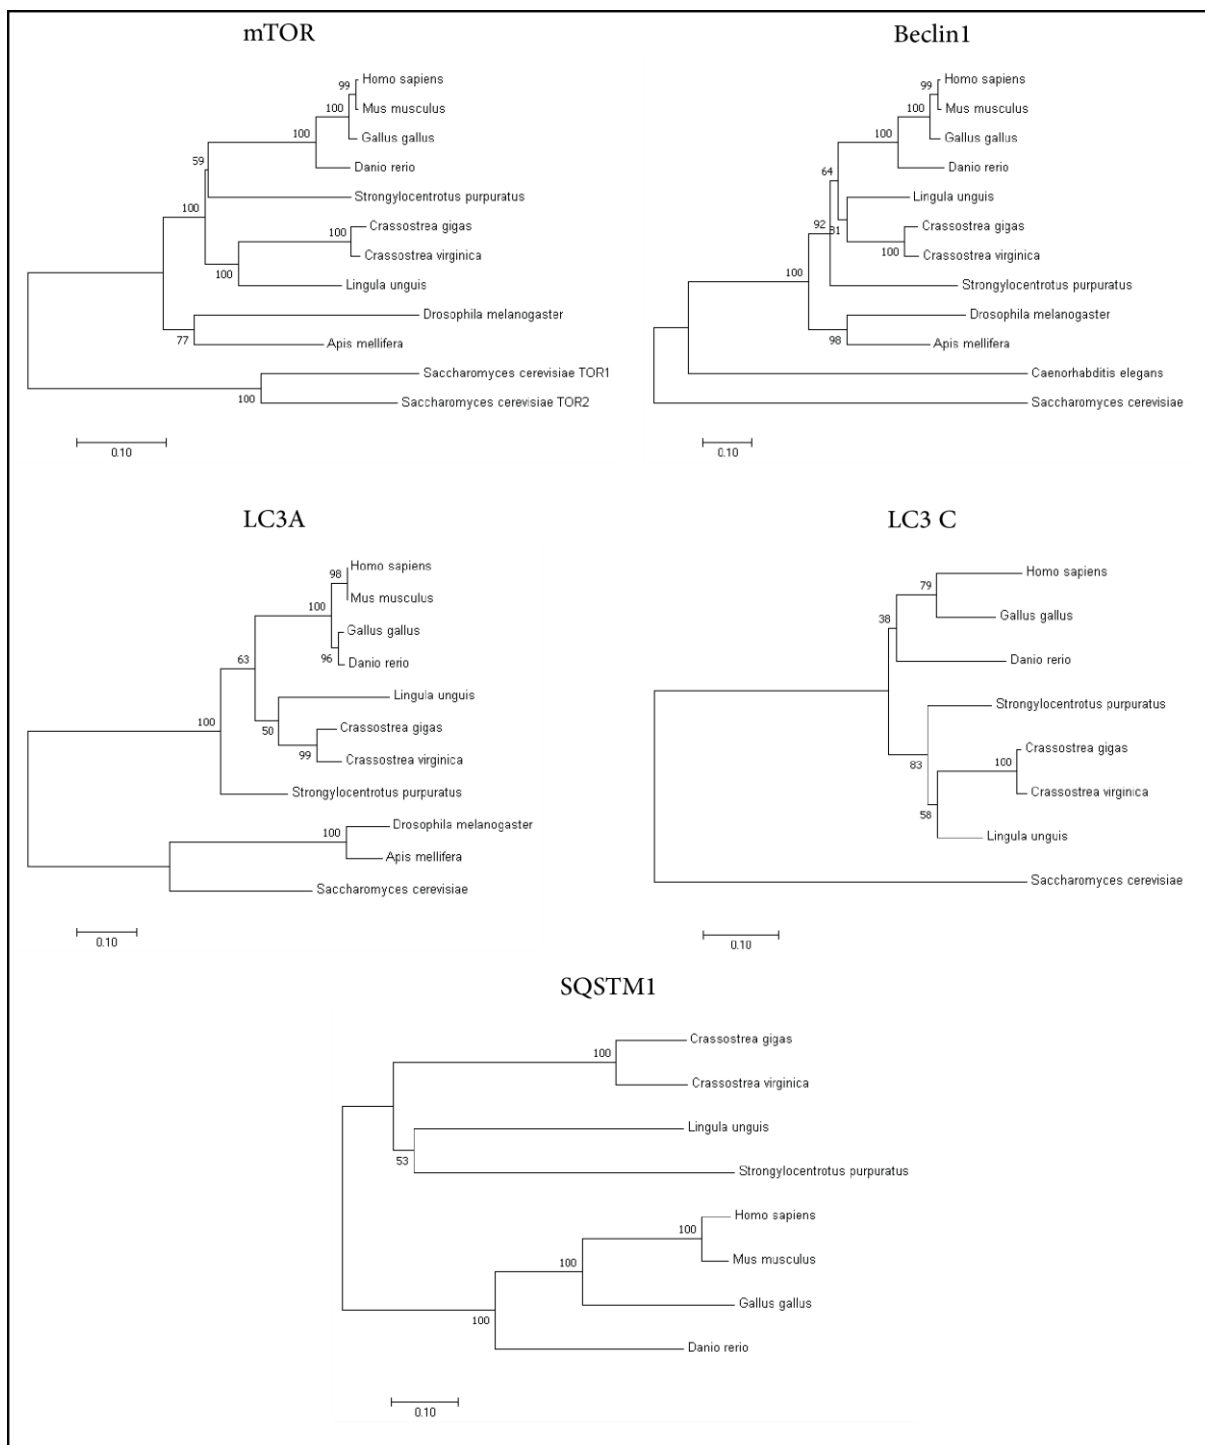 mTOR
99
Homo sapiens
100
Mus musculus
100
Gallus gallus
59
Danio rerio
100
Strongylocentrotus purpuratus
100
Crassostrea gigas
Crassostrea virginica
100
Lingula unguis
Drosophila melanogaster
77
Apis mellifera
Saccharomyces cerevisiae TOR1
100
Saccharomyces cerevisiae TOR2
0.10
Beclin1
99
Homo sapiens
100
Mus musculus
100
Gallus gallus
64
Danio rerio
Lingula unguis
92
81
Crassostrea gigas
100
Crassostrea virginica
100
Strongylocentrotus purpuratus
Drosophila melanogaster
98
Apis mellifera
Caenorhabditis elegans
Saccharomyces cerevisiae
0.10
LC3A
98
Homo sapiens
100
Mus musculus
Gallus gallus
96
Danio rerio
63
Lingula unguis
100
50
Crassostrea gigas
99
Crassostrea virginica
Strongylocentrotus purpuratus
100
Drosophila melanogaster
Apis mellifera
Saccharomyces cerevisiae
0.10
LC3 C
79
Homo sapiens
38
Gallus gallus
Danio rerio
Strongylocentrotus purpuratus
83
100
Crassostrea gigas
Crassostrea virginica
58
Lingula unguis
Saccharomyces cerevisiae
0.10
SQSTM1
100
Crassostrea gigas
Crassostrea virginica
Lingula unguis
53
Strongylocentrotus purpuratus
100
Homo sapiens
100
Mus musculus
Gallus gallus
100
Danio rerio
0.10